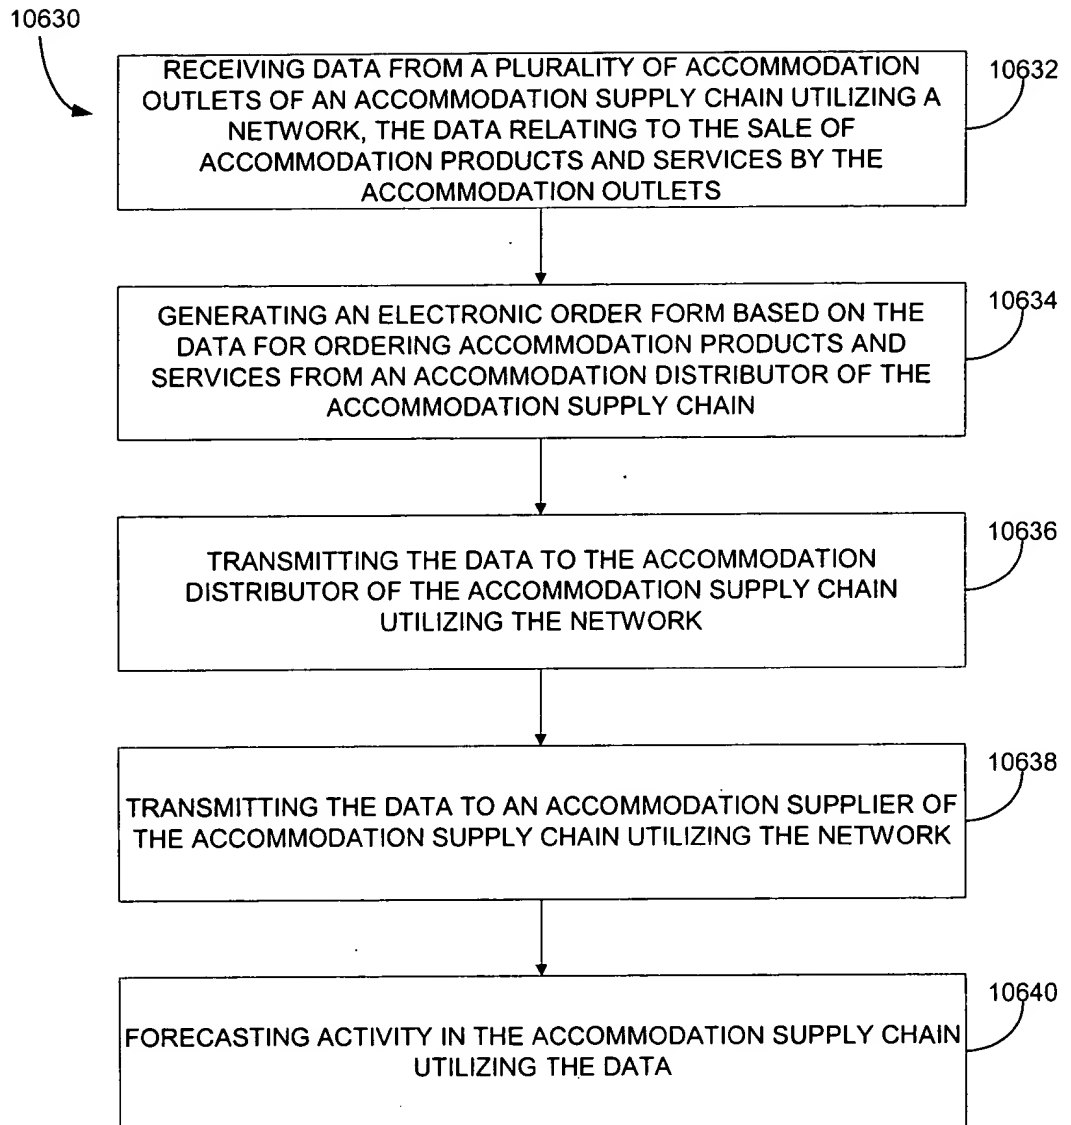 10630
RECEIVING DATA FROM A PLURALITY OF ACCOMMODATION
OUTLETS OF AN ACCOMMODATION SUPPLY CHAIN UTILIZING A
NETWORK, THE DATA RELATING TO THE SALE OF
ACCOMMODATION PRODUCTS AND SERVICES BY THE
ACCOMMODATION OUTLETS
10632
GENERATING AN ELECTRONIC ORDER FORM BASED ON THE
DATA FOR ORDERING ACCOMMODATION PRODUCTS AND
SERVICES FROM AN ACCOMMODATION DISTRIBUTOR OF THE
ACCOMMODATION SUPPLY CHAIN
10634
TRANSMITTING THE DATA TO THE ACCOMMODATION
DISTRIBUTOR OF THE ACCOMMODATION SUPPLY CHAIN
UTILIZING THE NETWORK
10636
TRANSMITTING THE DATA TO AN ACCOMMODATION SUPPLIER OF
THE ACCOMMODATION SUPPLY CHAIN UTILIZING THE NETWORK
10638
FORECASTING ACTIVITY IN THE ACCOMMODATION SUPPLY CHAIN
UTILIZING THE DATA
10640